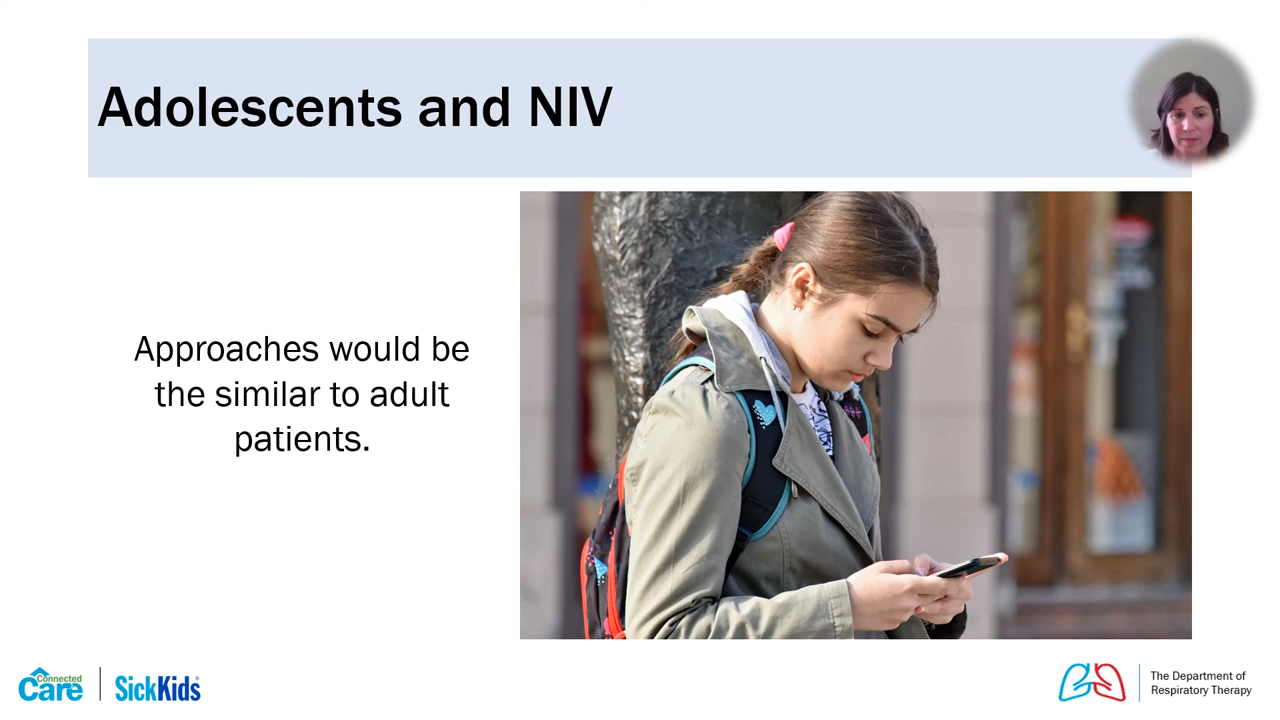 Adolescents and NIV
Approaches would be
the similar to adult
patients.
Connected
Care
SickKids
The Department of
Respiratory Therapy